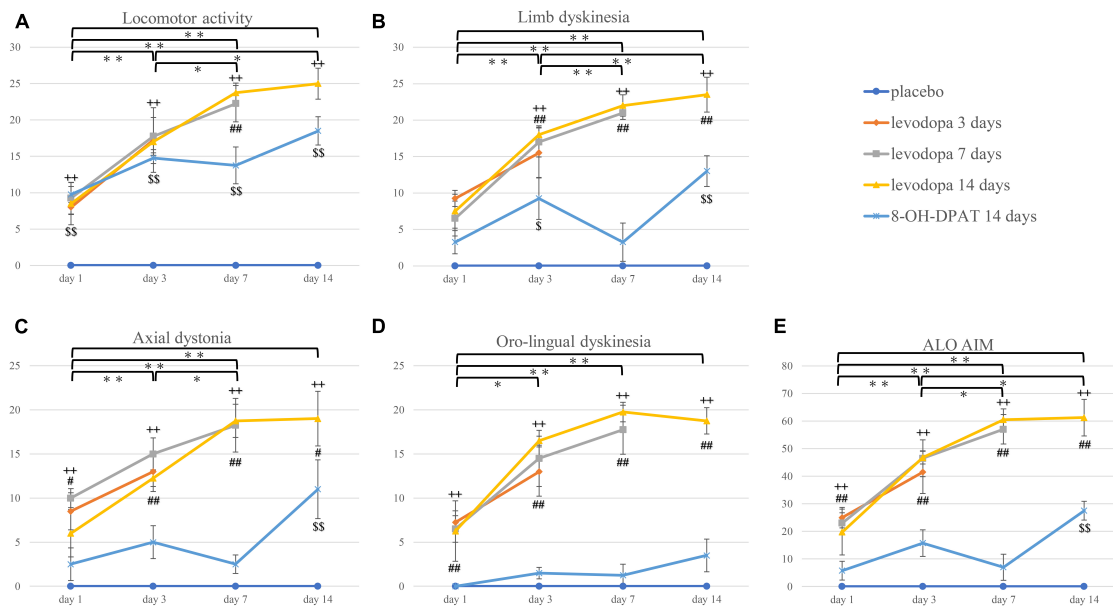 A
Locomotor activity
* *
* *
* *
*
*
30
25
20
15
10
5
0
++
++
++
++
##
$$
$$
$$
$$
day 1
day 3
day 7
day 14
B
Limb dyskinesia
* *
* *
* *
* *
* *
30
25
20
15
10
5
0
++
##
++
##
++
##
$
$$
day 1
day 3
day 7
day 14
placebo
levodopa 3 days
levodopa 7 days
levodopa 14 days
8-OH-DPAT 14 days
C
Axial dystonia
* *
* *
* *
*
25
20
15
10
5
0
++
#
++
##
++
##
++
#
$$
day 1
day 3
day 7
day 14
D
Oro-lingual dyskinesia
* *
*
25
20
15
10
5
0
++
##
++
##
++
##
++
##
day 1
day 3
day 7
day 14
E
ALO AIM
* *
* *
* *
*
*
80
70
60
50
40
30
20
10
0
++
##
++
##
++
##
++
##
$$
day 1
day 3
day 7
day 14